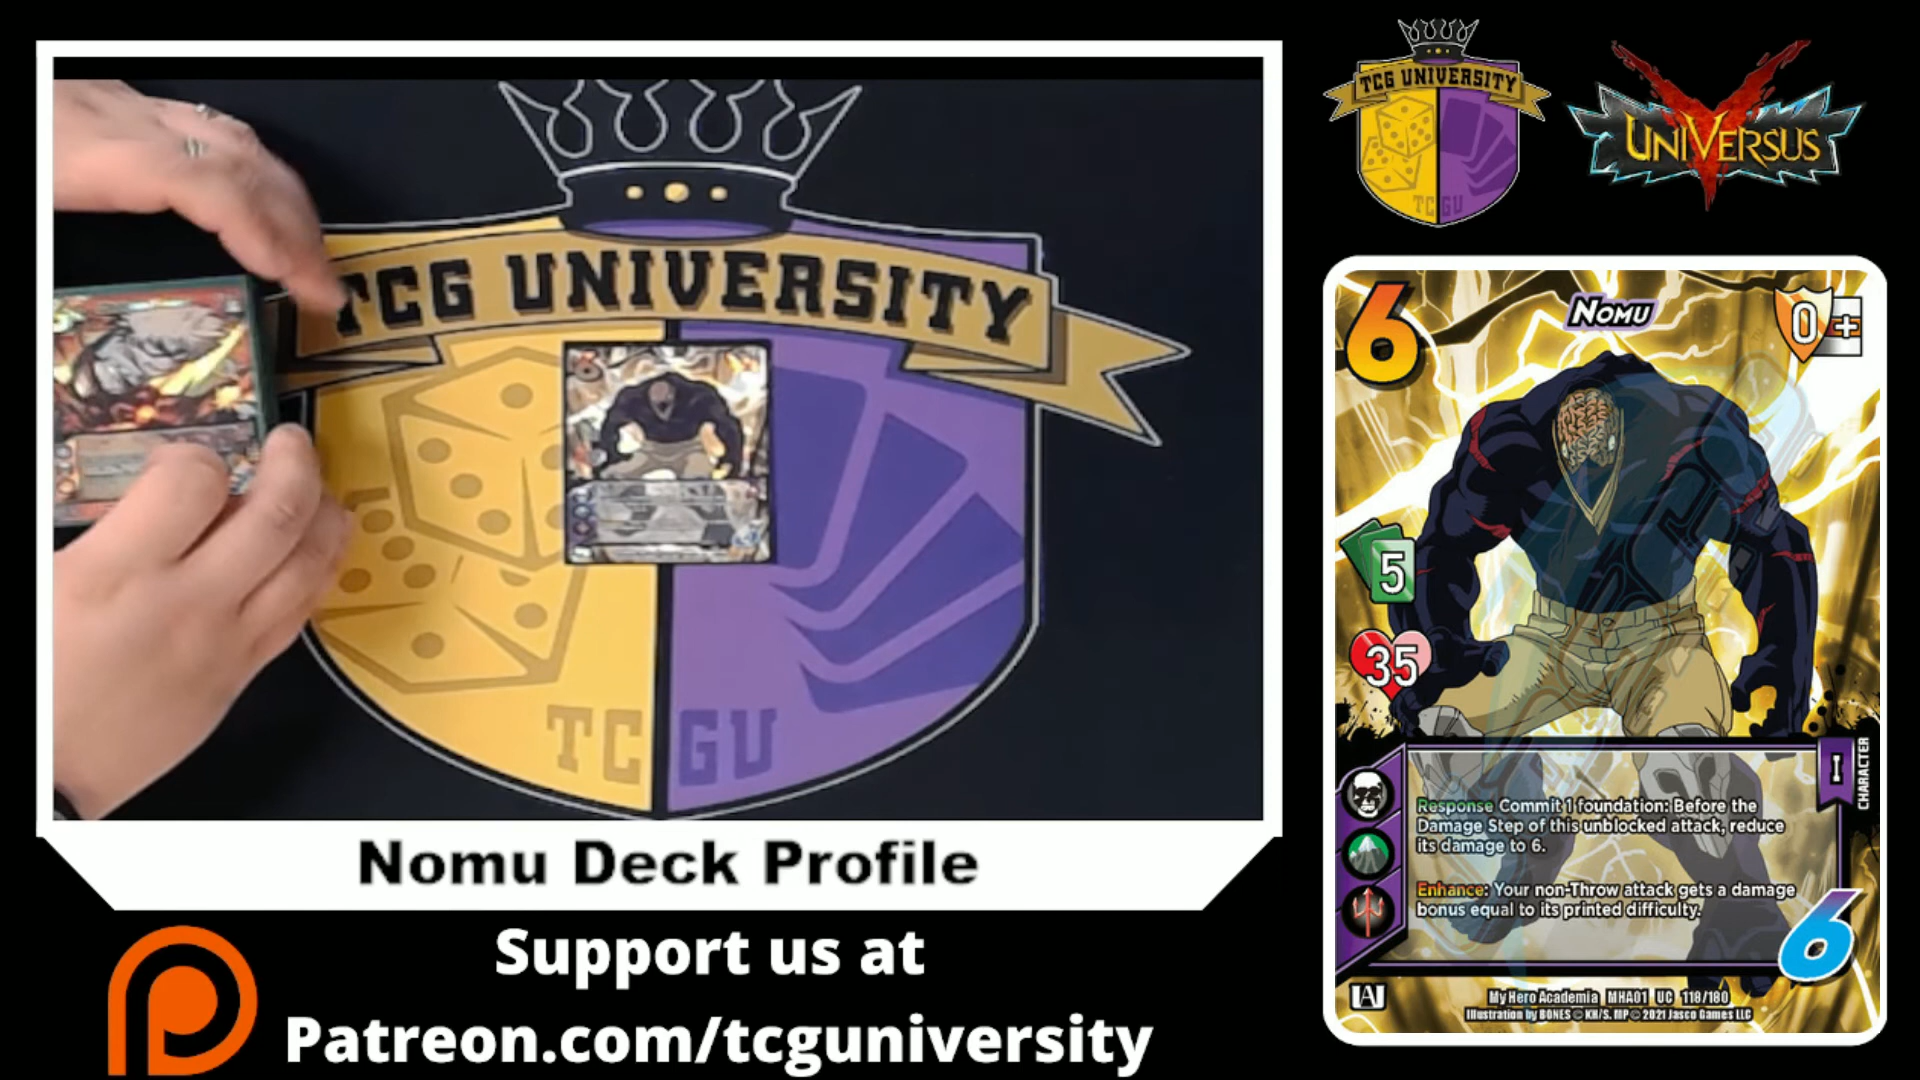 TCG UNIVERSITY
TC GU
Nomu Deck Profile
Support us at
Patreon.com/tcguniversity
TCG UNIVERSITY
TC GU
UNIVERSUS
6
NOMU
0 +
5
35
I
CHARACTER
Response Commit 1 foundation: Before the
Damage Step of this unblocked attack, reduce
its damage to 6.
Enhance: Your non-Throw attack gets a damage
bonus equal to its printed difficulty.
6
My Hero Academia MHA01 UC 118/180
Illustration by BONES © KH/S. MP © 2021 Jasco Games LLC